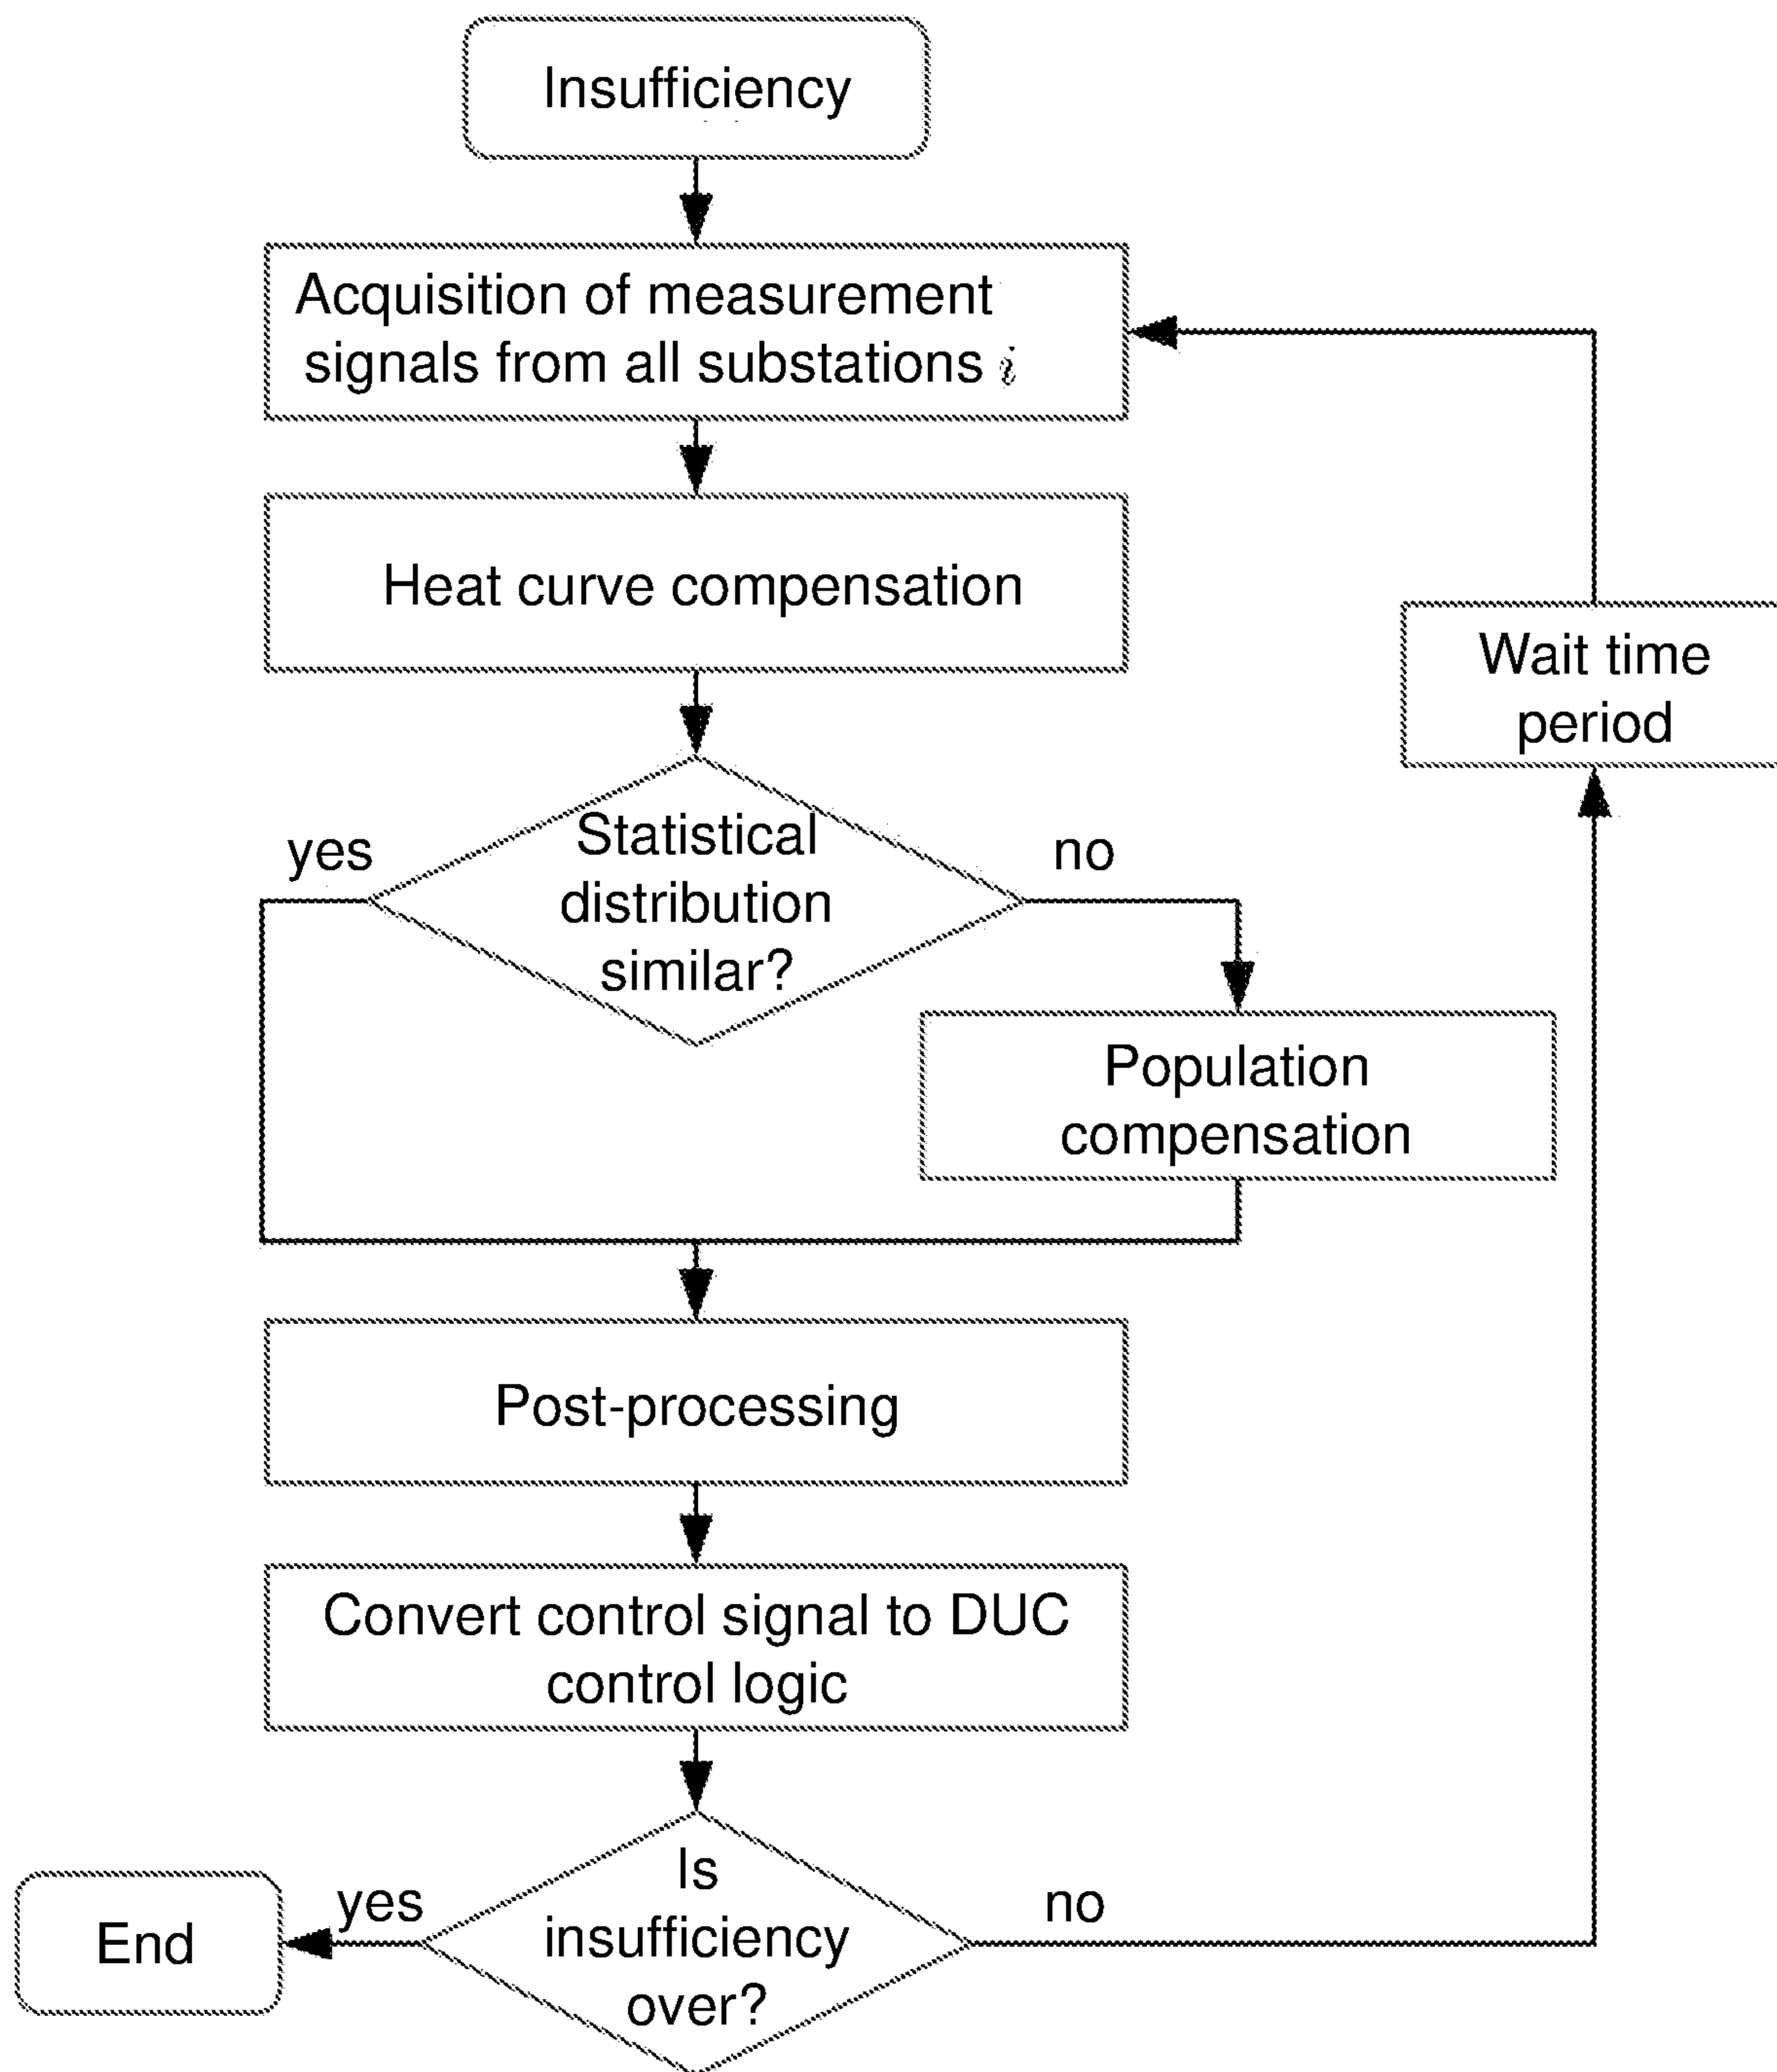 Insufficiency
Acquisition of measurement
signals from all substations i
Heat curve compensation
Wait time
period
yes
Statistical
distribution
similar?
no
Population
compensation
Post-processing
Convert control signal to DUC
control logic
Is
insufficiency
over?
yes
no
End